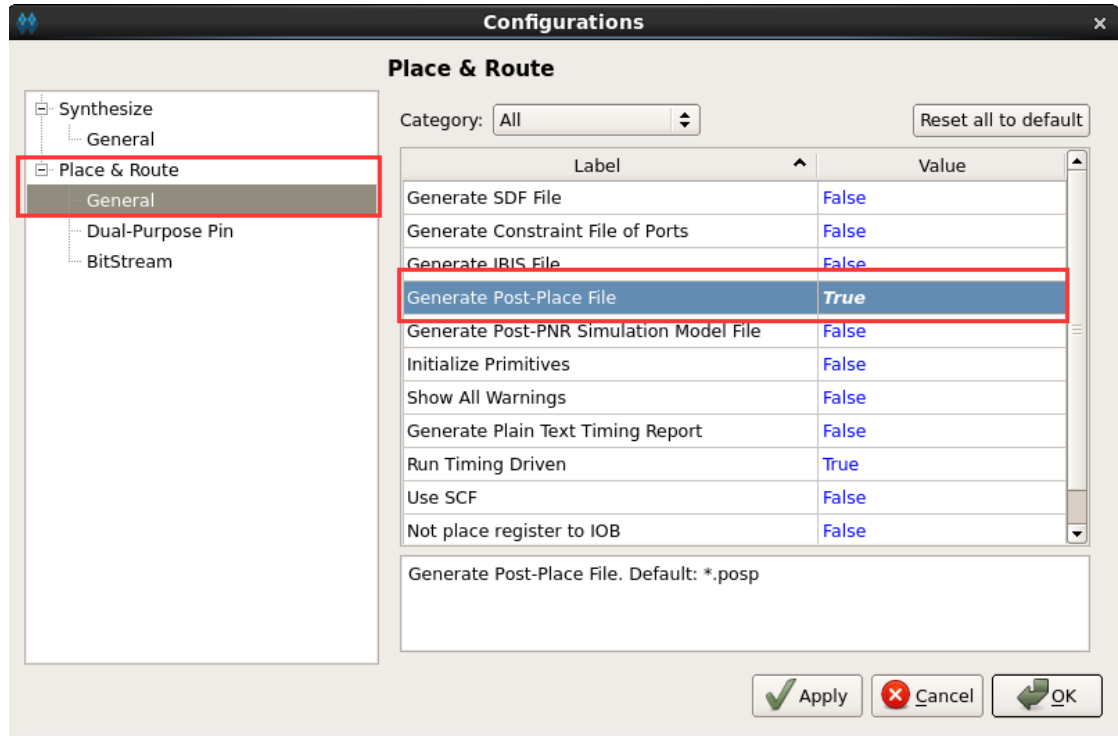 Configurations
Place & Route
Synthesize
General
Place & Route
General
Dual-Purpose Pin
BitStream
Category: All Reset all to default
Label Value
Generate SDF File False
Generate Constraint File of Ports False
Generate IBIS File False
Generate Post-Place File True
Generate Post-PNR Simulation Model File False
Initialize Primitives False
Show All Warnings False
Generate Plain Text Timing Report False
Run Timing Driven True
Use SCF False
Not place register to IOB False
Generate Post-Place File. Default: *.posp
Apply Cancel OK